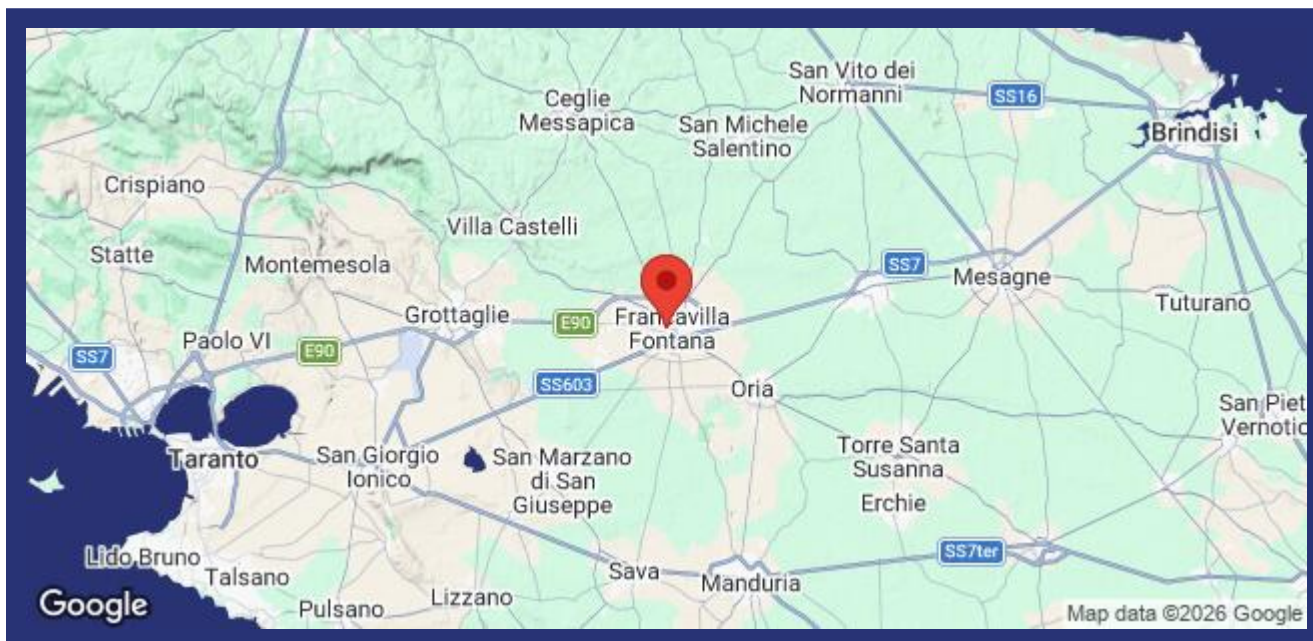 San Vito dei
Normanni
Ceglie
Messapica
SS16
San Michele
Salentino
Brindisi
Crispiano
Villa Castelli
Statte
Montemesola
SS7
Mesagne
Tuturano
Grottaglie
E90
Francavilla
Fontana
Paolo VI
E90
SS7
SS603
Oria
San Piet
Vernotic
Taranto
San Giorgio
Ionico
San Marzano
di San
Giuseppe
Torre Santa
Susanna
Erchie
Lido Bruno
Talsano
Sava
Manduria
SS7ter
Pulsano
Lizzano
Google
Map data ©2026 Google